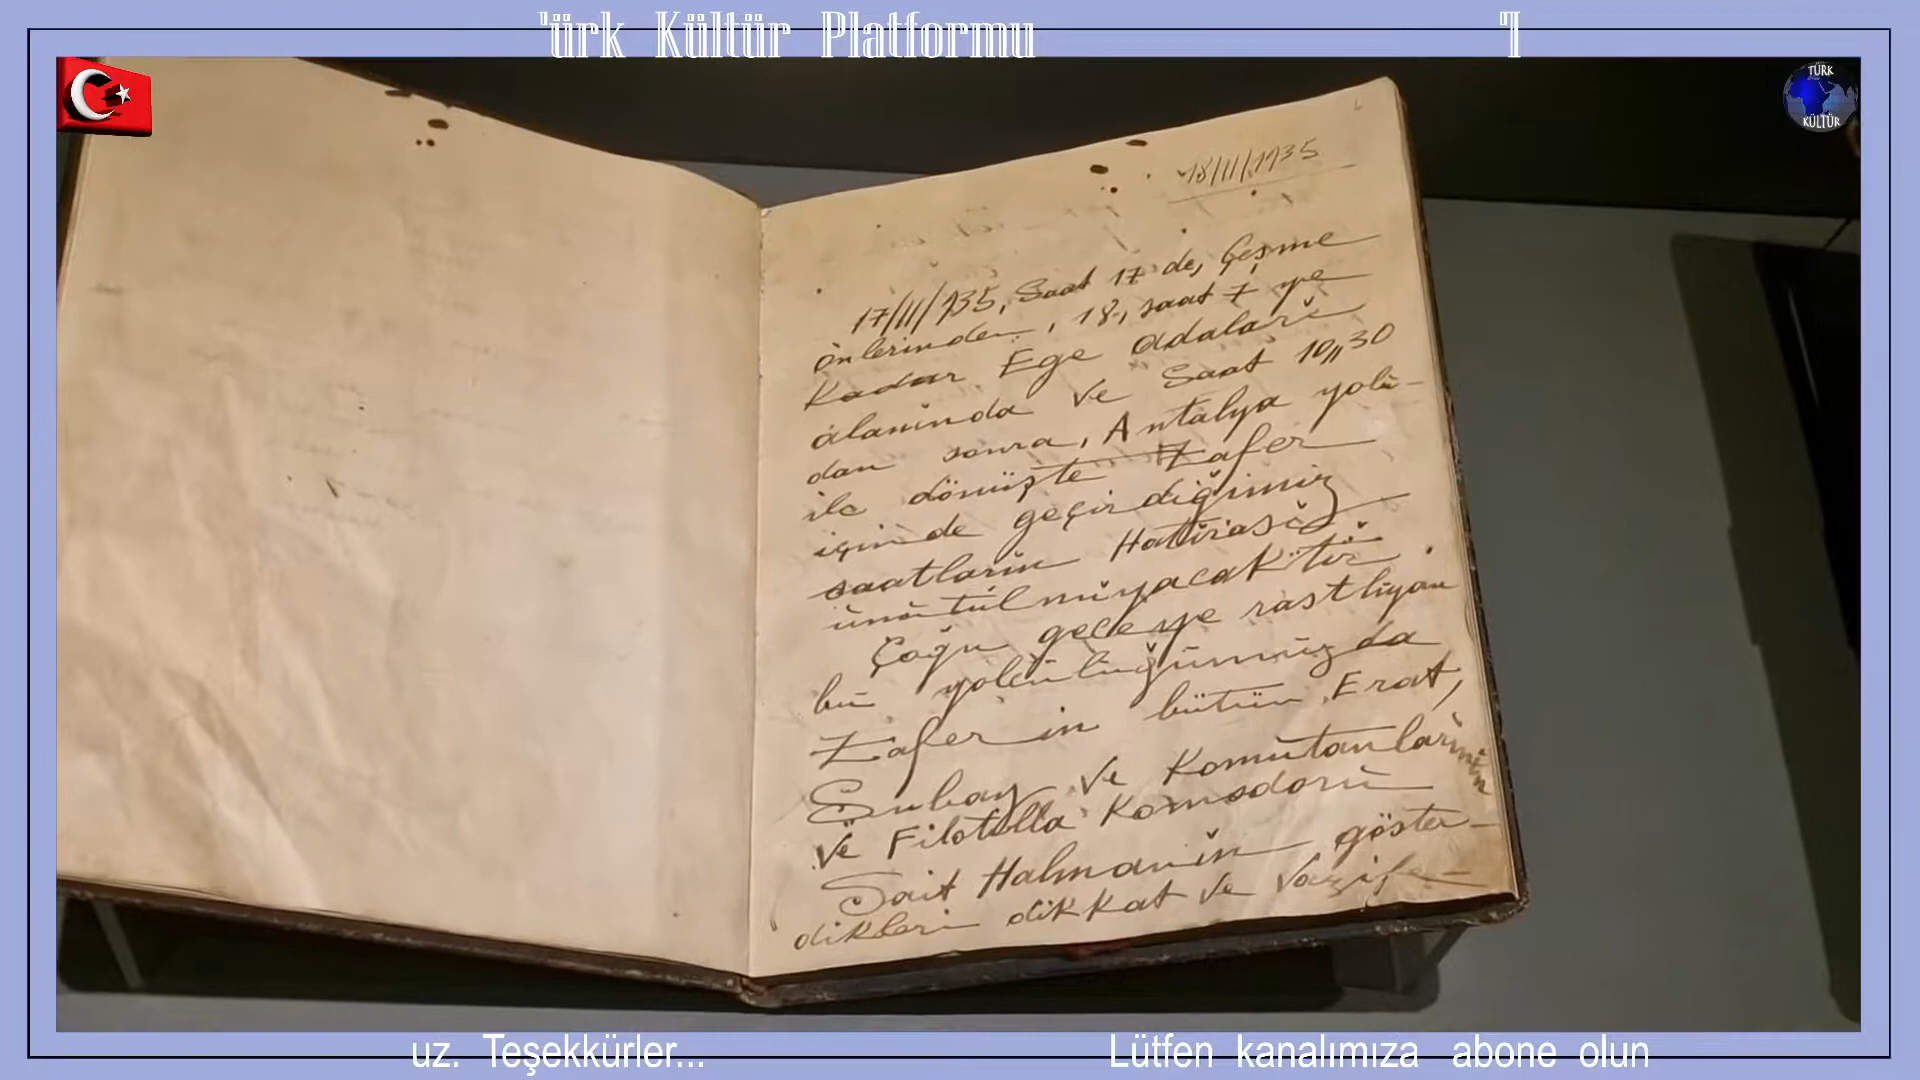 ürk Kültür Platformu T
TÜRK
KÜLTÜR
18/II/1935
17/II/935, Saat 17 de, Çeşme
önlerinden, 18, saat 7 ye
Kadar Ege adaları
alanında ve Saat 10,,30
dan sonra, Antalya yolu-
ile dönüşte Zafer
içinde geçirdiğimiz
saatların Hatırası
unutulmıyacaktır.
Çoğu geceye rastlıyan
bu yolculuğumuzda
Zafer in bütün Erat,
Subay ve Komutanlarının
ve Filotilla Komodoru
Sait Halmanın göster-
dikleri dikkat ve Vazife-
uz. Teşekkürler... Lütfen kanalımıza abone olun